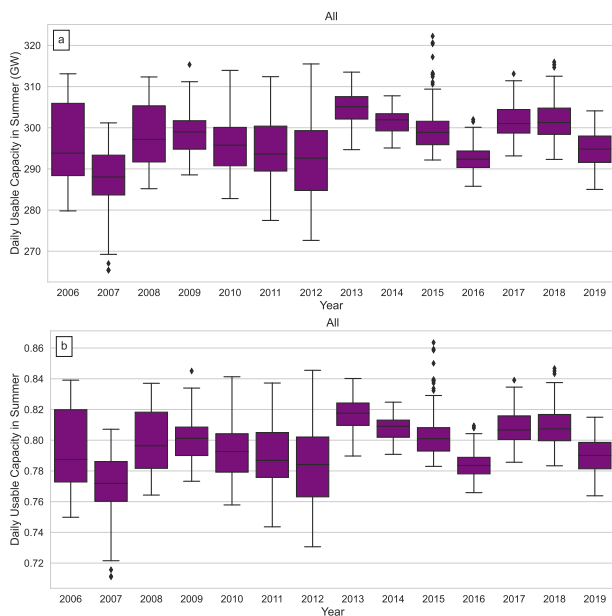 All
a
Daily Usable Capacity in Summer (GW)
320
310
300
290
280
270
2006 2007 2008 2009 2010 2011 2012 2013 2014 2015 2016 2017 2018 2019
Year
All
b
Daily Usable Capacity in Summer
0.86
0.84
0.82
0.80
0.78
0.76
0.74
0.72
2006 2007 2008 2009 2010 2011 2012 2013 2014 2015 2016 2017 2018 2019
Year